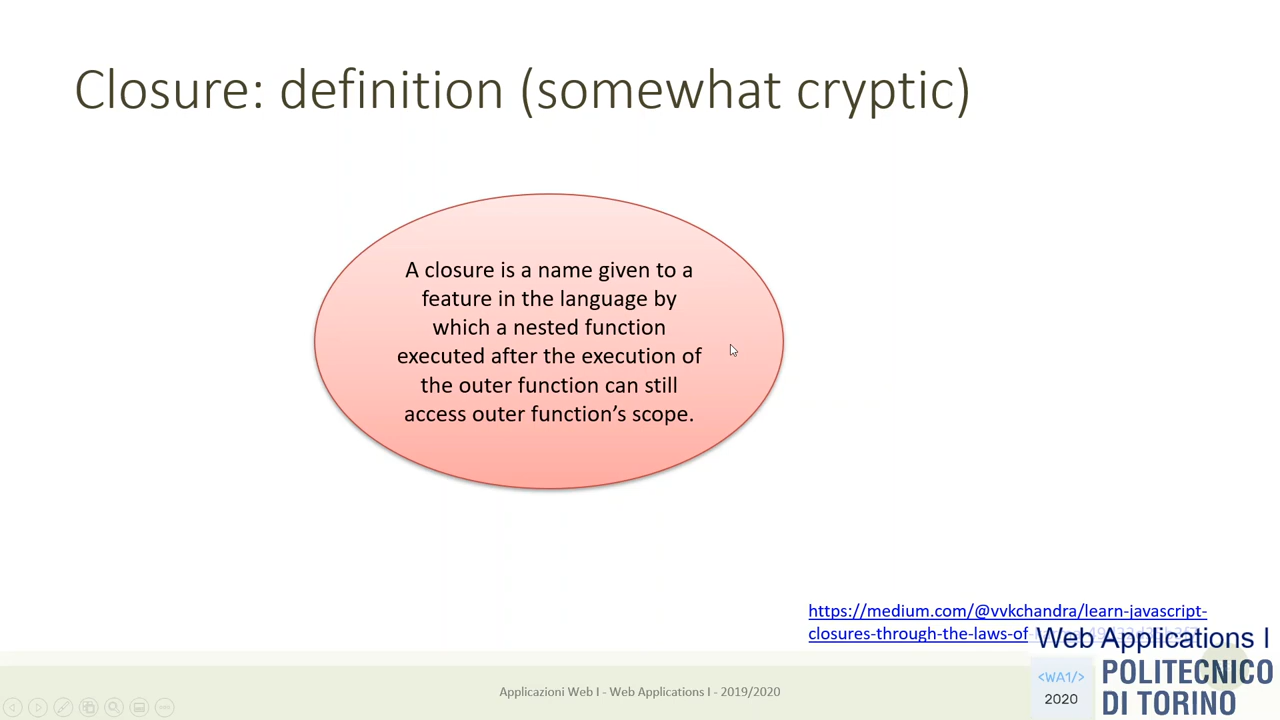 Closure: definition (somewhat cryptic)
A closure is a name given to a
feature in the language by
which a nested function
executed after the execution of
the outer function can still
access outer function’s scope.
https://medium.com/@vvkchandra/learn-javascript-
closures-through-the-laws-of-
Web Applications I
<WA1/>
2020
POLITECNICO
DI TORINO
Applicazioni Web I - Web Applications I - 2019/2020